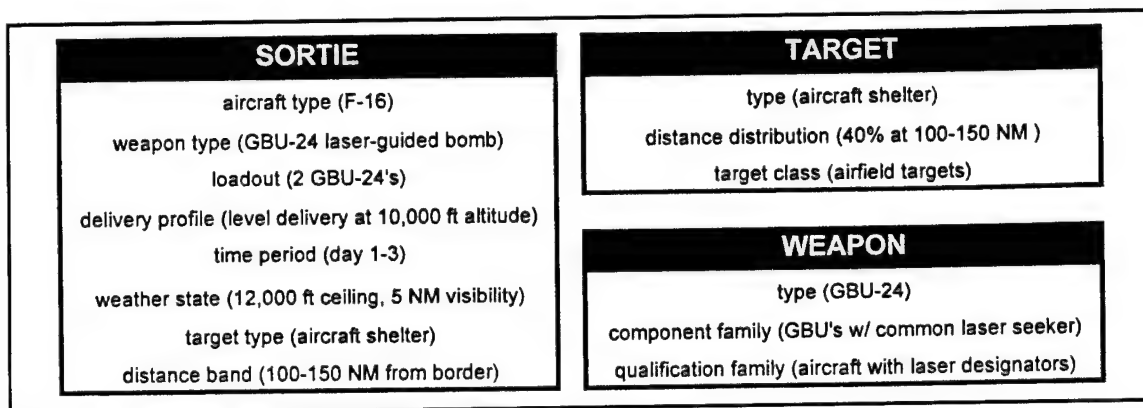 SORTIE
aircraft type (F-16)
weapon type (GBU-24 laser-guided bomb)
loadout (2 GBU-24's)
delivery profile (level delivery at 10,000 ft altitude)
time period (day 1-3)
weather state (12,000 ft ceiling, 5 NM visibility)
target type (aircraft shelter)
distance band (100-150 NM from border)
TARGET
type (aircraft shelter)
distance distribution (40% at 100-150 NM )
target class (airfield targets)
WEAPON
type (GBU-24)
component family (GBU's w/ common laser seeker)
qualification family (aircraft with laser designators)